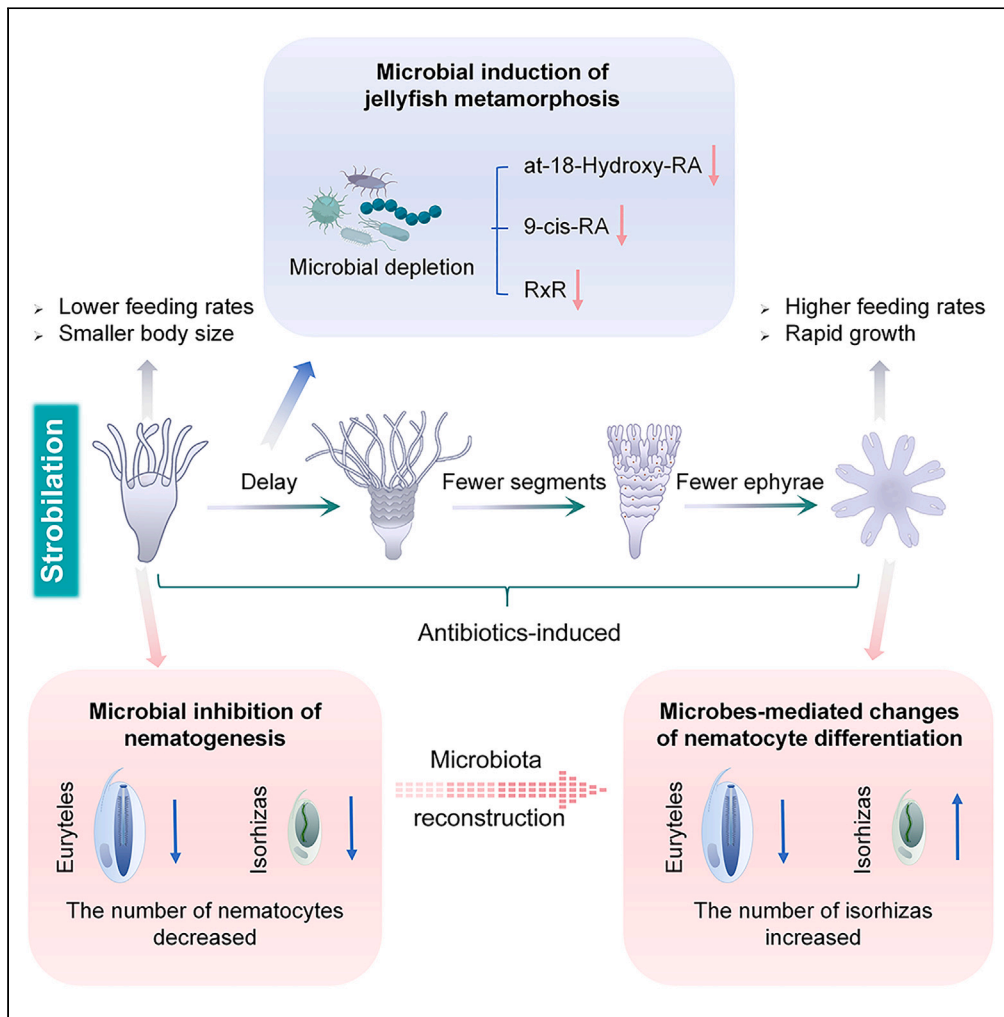 Microbial induction of
jellyfish metamorphosis
Microbial depletion
at-18-Hydroxy-RA
9-cis-RA
RxR
➢ Lower feeding rates
➢ Smaller body size
➢ Higher feeding rates
➢ Rapid growth
Strobilation
Delay
Fewer segments
Fewer ephyrae
Antibiotics-induced
Microbial inhibition of
nematogenesis
Euryteles
Isorhizas
The number of nematocytes
decreased
Microbiota
reconstruction
Microbes-mediated changes
of nematocyte differentiation
Euryteles
Isorhizas
The number of isorhizas
increased